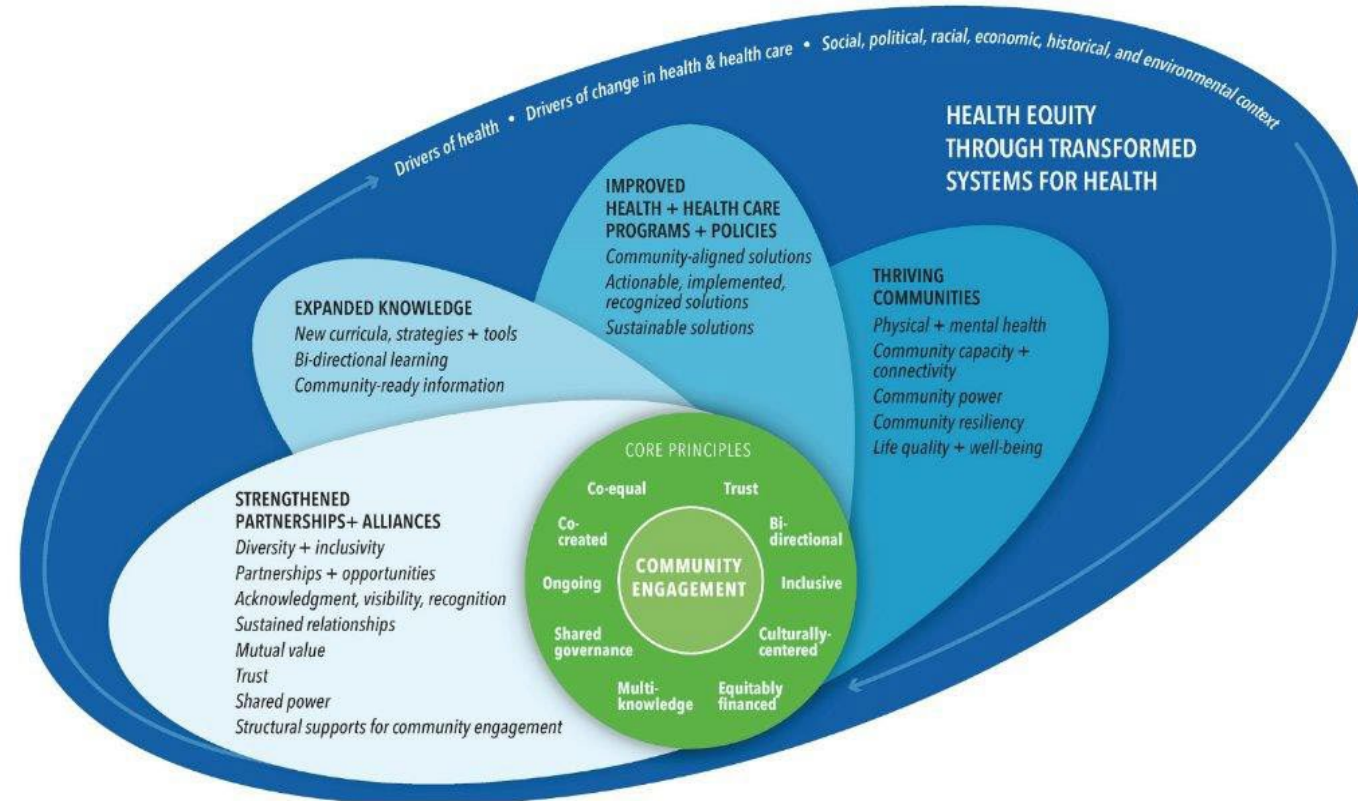 Drivers of health • Drivers of change in health & health care • Social, political, racial, economic, historical, and environmental context
HEALTH EQUITY
THROUGH TRANSFORMED
SYSTEMS FOR HEALTH
IMPROVED
HEALTH + HEALTH CARE
PROGRAMS + POLICIES
Community-aligned solutions
Actionable, implemented,
recognized solutions
Sustainable solutions
THRIVING
COMMUNITIES
Physical + mental health
Community capacity +
connectivity
Community power
Community resiliency
Life quality + well-being
EXPANDED KNOWLEDGE
New curricula, strategies + tools
Bi-directional learning
Community-ready information
STRENGTHENED
PARTNERSHIPS+ ALLIANCES
Diversity + inclusivity
Partnerships + opportunities
Acknowledgment, visibility, recognition
Sustained relationships
Mutual value
Trust
Shared power
Structural supports for community engagement
CORE PRINCIPLES
Co-equal
Trust
Co-
created
Bi-
directional
Ongoing
COMMUNITY
ENGAGEMENT
Inclusive
Shared
governance
Culturally-
centered
Multi-
knowledge
Equitably
financed